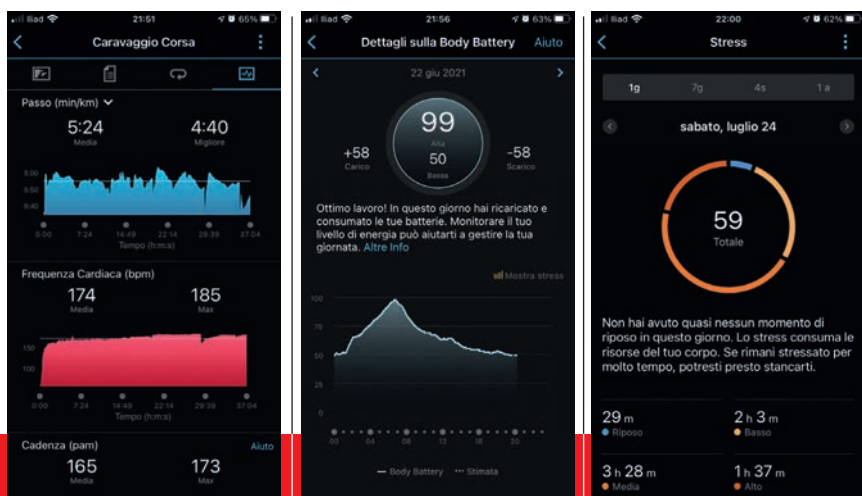 Iliad
21:51
65%
Caravaggio Corsa
Passo (min/km)
5:24
4:40
Media
Migliore
0:00
7:24
14:49
22:14
29:39
37:04
Tempo (h:m:s)
Frequenza Cardiaca (bpm)
174
185
Media
Max
150
100
0:00
7:24
14:49
22:14
29:39
37:04
Tempo (h:m:s)
Cadenza (pam)
Aiuto
165
173
Media
Max
Iliad
21:56
63%
Dettagli sulla Body Battery
Aiuto
22 giu 2021
99
Alta
+58
-58
Carico
Scarico
50
Bassa
Ottimo lavoro! In questo giorno hai ricaricato e
consumato le tue batterie. Monitorare il tuo
livello di energia può aiutarti a gestire la tua
giornata. Altre Info
Mostra stress
100
75
50
25
0
00
04
08
12
16
20
Body Battery
Stimata
Iliad
22:00
62%
Stress
1g
7g
4s
1 a
sabato, luglio 24
59
Totale
Non hai avuto quasi nessun momento di
riposo in questo giorno. Lo stress consuma le
risorse del tuo corpo. Se rimani stressato per
molto tempo, potresti presto stancarti.
29 m
2 h 3 m
Riposo
Basso
3 h 28 m
1 h 37 m
Media
Alto